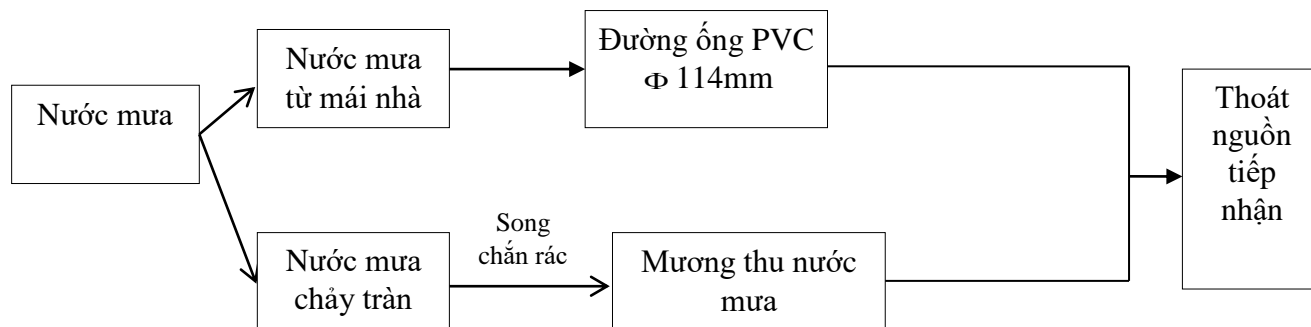 Nước mưa
Nước mưa
từ mái nhà
Đường ống PVC
Φ 114mm
Nước mưa
chảy tràn
Song
chắn rác
Mương thu nước
mưa
Thoát
nguồn
tiếp
nhận